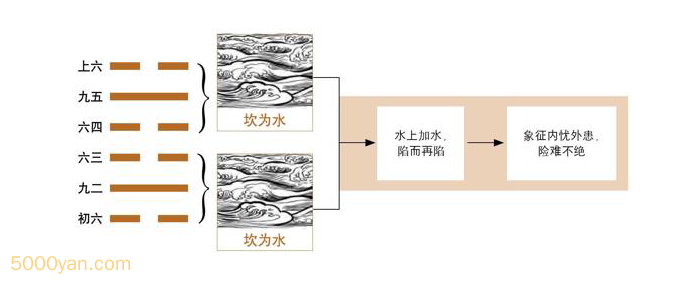 上六
九五
六四
六三
九二
初六
坎为水
坎为水
水上加水，
陷而再陷
象征内忧外患，
险难不绝
5000yan.com